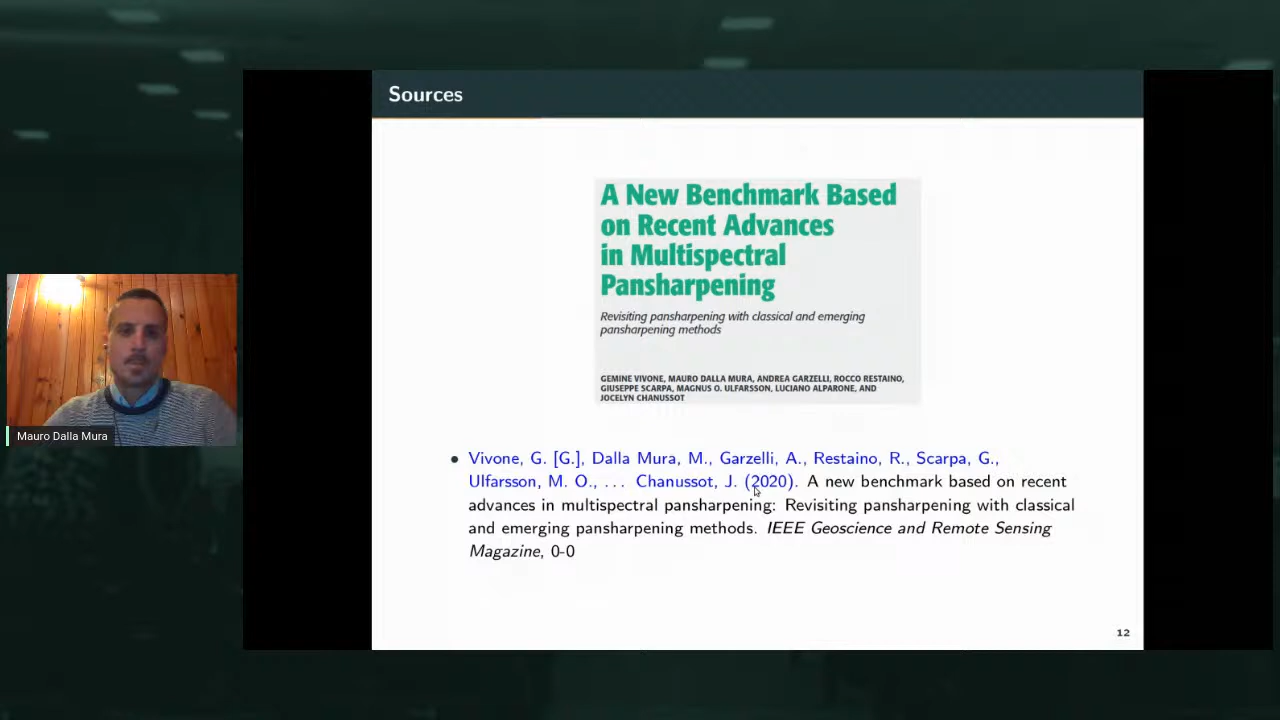 Sources
A New Benchmark Based
on Recent Advances
in Multispectral
Pansharpening
Revisiting pansharpening with classical and emerging
pansharpening methods
GEMINE VIVONE, MAURO DALLA MURA, ANDREA GARZELLI, ROCCO RESTAINO,
GIUSEPPE SCARPA, MAGNUS O. ULFARSSON, LUCIANO ALPARONE, AND
JOCELYN CHANUSSOT
Mauro Dalla Mura
• Vivone, G. [G.], Dalla Mura, M., Garzelli, A., Restaino, R., Scarpa, G.,
Ulfarsson, M. O., ... Chanussot, J. (2020). A new benchmark based on recent
advances in multispectral pansharpening: Revisiting pansharpening with classical
and emerging pansharpening methods. IEEE Geoscience and Remote Sensing
Magazine, 0-0
12